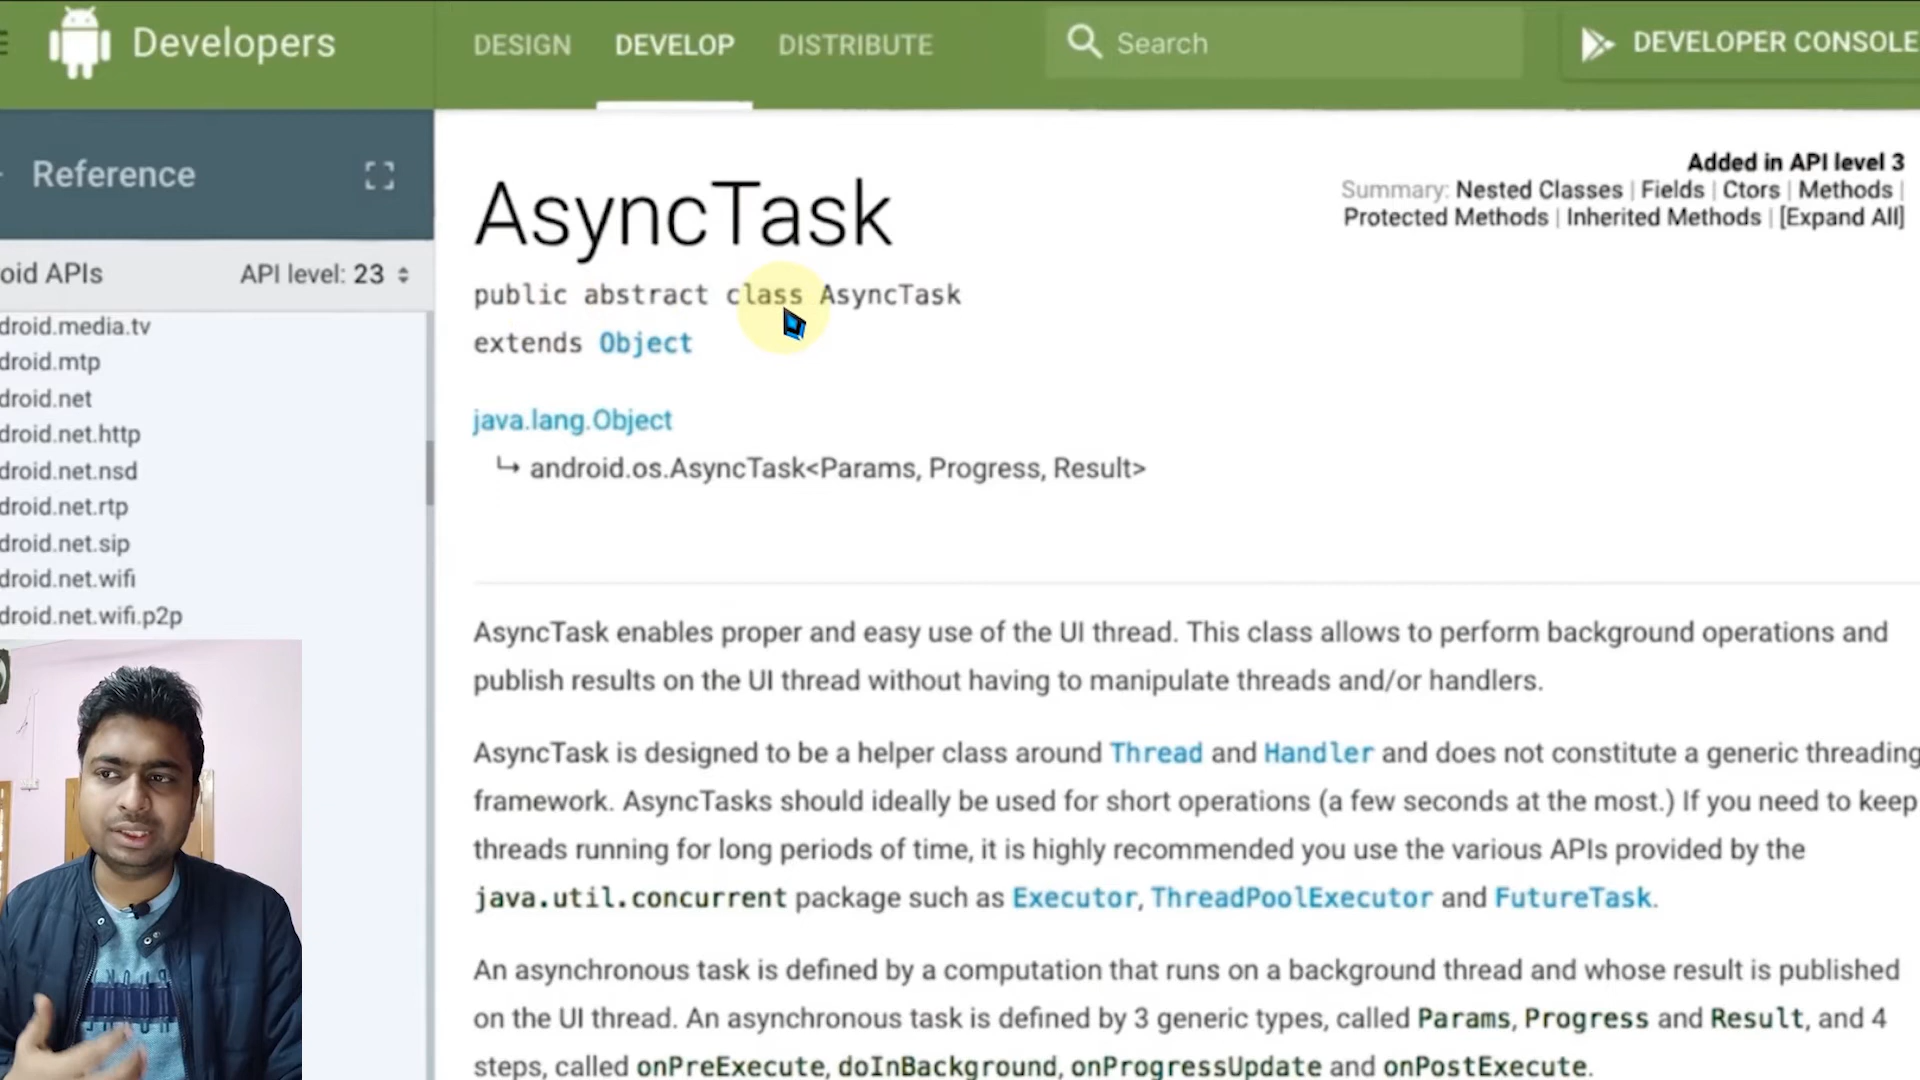 Developers
DESIGN DEVELOP DISTRIBUTE
Search
DEVELOPER CONSOLE
Reference
oid APIs API level: 23
droid.media.tv
droid.mtp
droid.net
droid.net.http
droid.net.nsd
droid.net.rtp
droid.net.sip
droid.net.wifi
droid.net.wifi.p2p
Added in API level 3
Summary: Nested Classes | Fields | Ctors | Methods |
Protected Methods | Inherited Methods | [Expand All]
AsyncTask
public abstract class AsyncTask
extends Object
java.lang.Object
↳ android.os.AsyncTask<Params, Progress, Result>
AsyncTask enables proper and easy use of the UI thread. This class allows to perform background operations and
publish results on the UI thread without having to manipulate threads and/or handlers.
AsyncTask is designed to be a helper class around Thread and Handler and does not constitute a generic threading
framework. AsyncTasks should ideally be used for short operations (a few seconds at the most.) If you need to keep
threads running for long periods of time, it is highly recommended you use the various APIs provided by the
java.util.concurrent package such as Executor, ThreadPoolExecutor and FutureTask.
An asynchronous task is defined by a computation that runs on a background thread and whose result is published
on the UI thread. An asynchronous task is defined by 3 generic types, called Params, Progress and Result, and 4
steps, called onPreExecute, doInBackground, onProgressUpdate and onPostExecute.